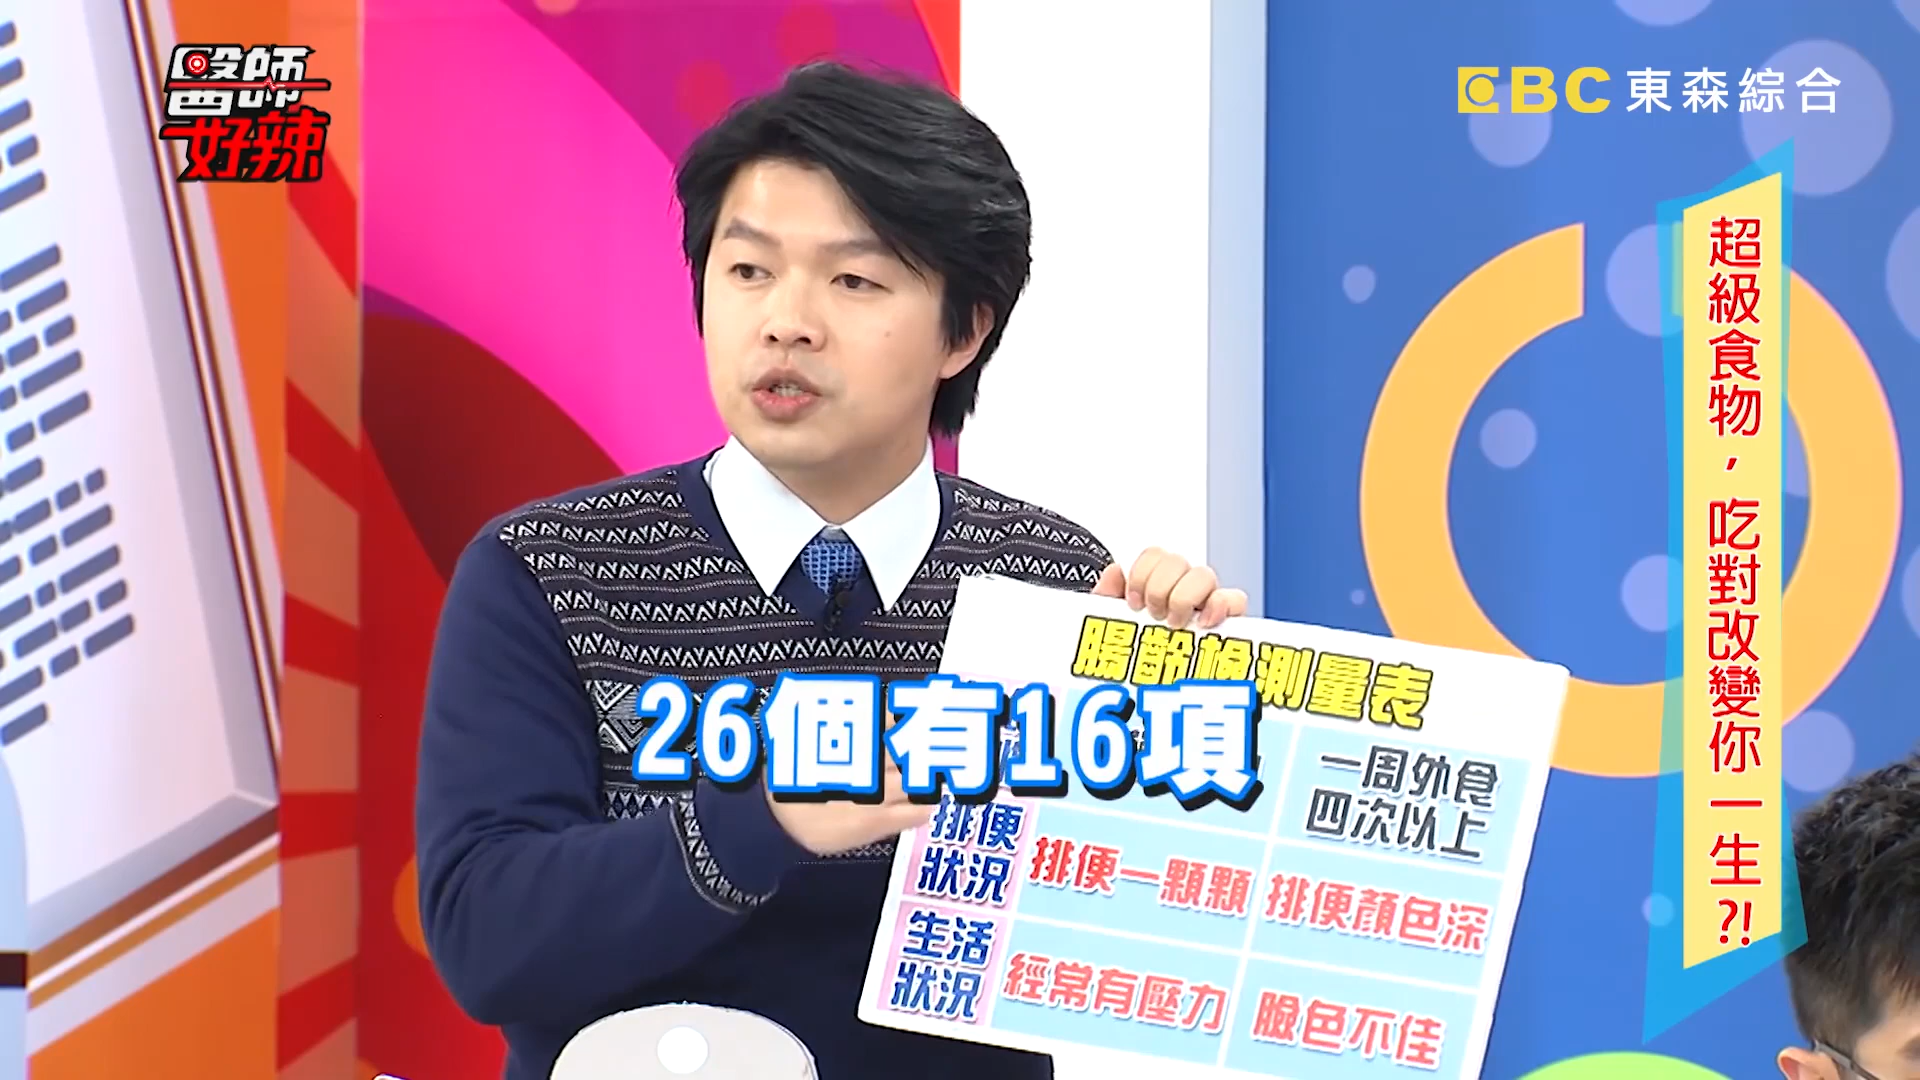 醫師
好辣
EBC 東森綜合
超級食物，吃對改變你一生?!
腸齡檢測量表
26個有16項
一周外食
四次以上
排便
狀況
排便一顆顆
排便顏色深
生活
狀況
經常有壓力
臉色不佳